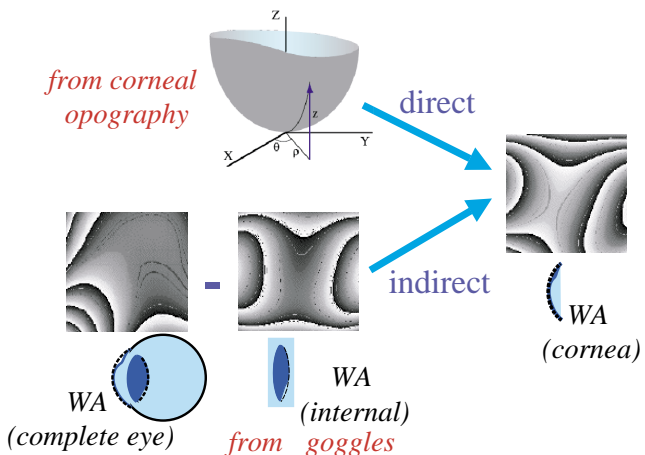 Z
from corneal
opography
direct
z
X
θ
ρ
Y
-
indirect
WA
(cornea)
WA
(complete eye)
WA
(internal)
from goggles